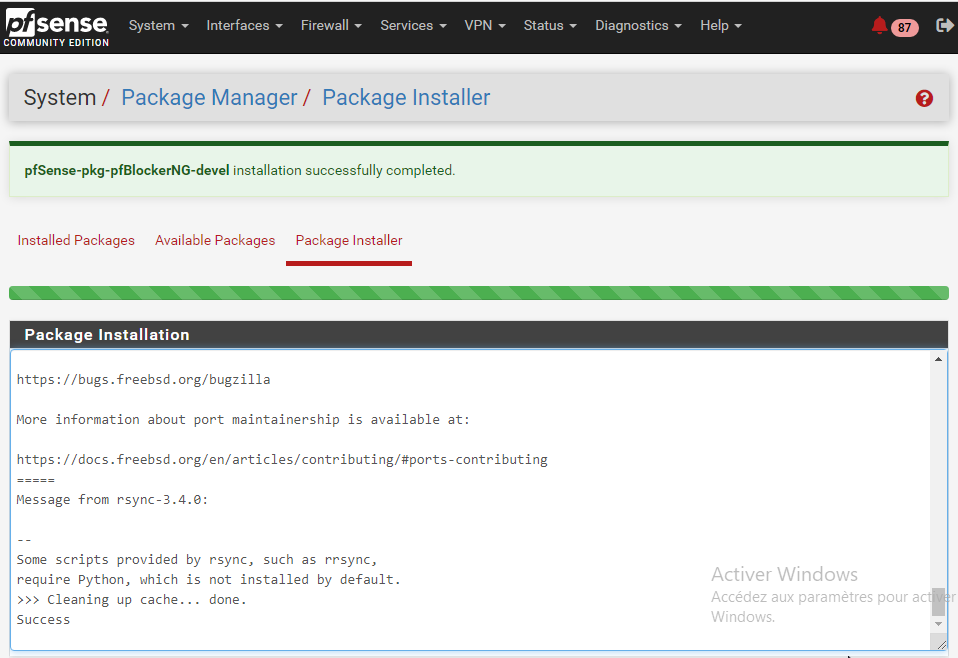 pfsense
COMMUNITY EDITION
System Interfaces Firewall Services VPN Status Diagnostics Help 87
System / Package Manager / Package Installer
pfSense-pkg-pfBlockerNG-devel installation successfully completed.
Installed Packages Available Packages Package Installer
Package Installation
https://bugs.freebsd.org/bugzilla
More information about port maintainership is available at:
https://docs.freebsd.org/en/articles/contributing/#ports-contributing
=====
Message from rsync-3.4.0:
--
Some scripts provided by rsync, such as rrsync,
require Python, which is not installed by default.
>>> Cleaning up cache... done.
Success
Activer Windows
Accédez aux paramètres pour activer
Windows.